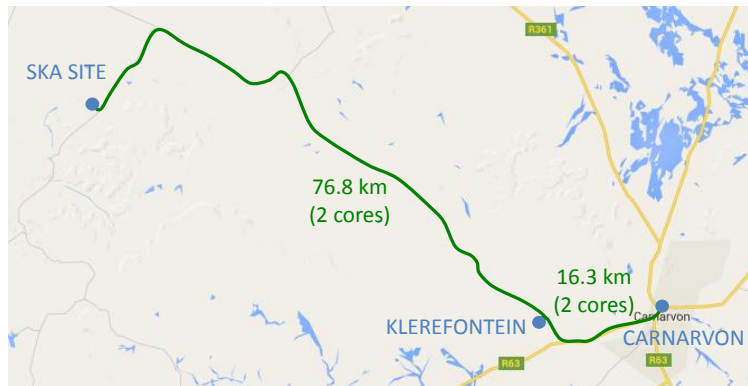 R361
SKA SITE
76.8 km
(2 cores)
16.3 km
(2 cores)
Carnarvon
KLEREFONTEIN
CARNARVON
R63
R63